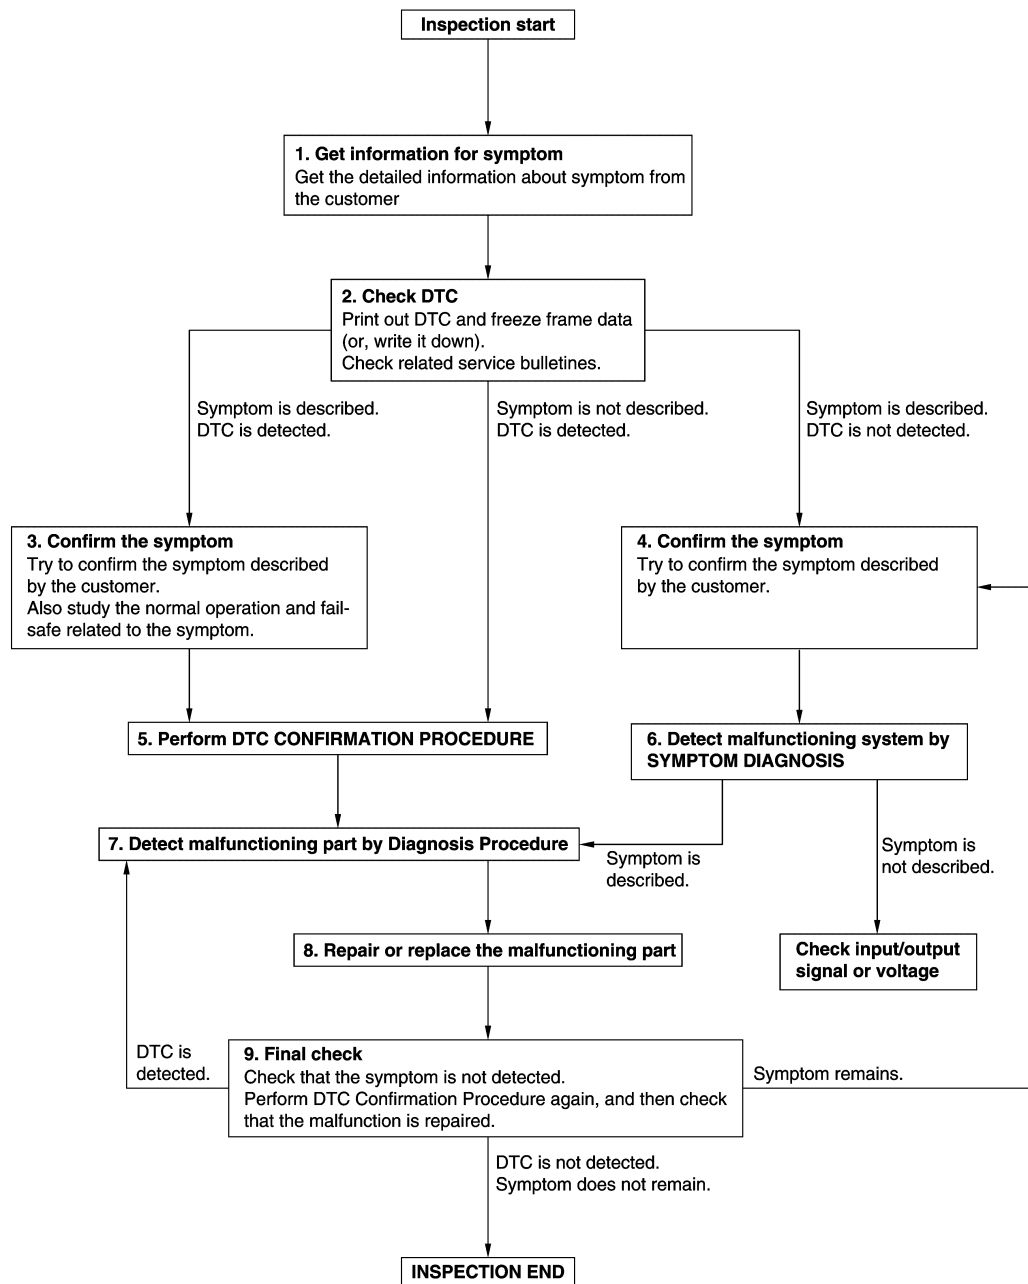 Inspection start
1. Get information for symptom
Get the detailed information about symptom from
the customer
2. Check DTC
Print out DTC and freeze frame data
(or, write it down).
Check related service bulletines.
Symptom is described.
DTC is detected.
Symptom is not described.
DTC is detected.
Symptom is described.
DTC is not detected.
3. Confirm the symptom
Try to confirm the symptom described
by the customer.
Also study the normal operation and fail-
safe related to the symptom.
4. Confirm the symptom
Try to confirm the symptom described
by the customer.
5. Perform DTC CONFIRMATION PROCEDURE
6. Detect malfunctioning system by
SYMPTOM DIAGNOSIS
7. Detect malfunctioning part by Diagnosis Procedure
Symptom is
described.
Symptom is
not described.
8. Repair or replace the malfunctioning part
Check input/output
signal or voltage
DTC is
detected.
9. Final check
Check that the symptom is not detected.
Perform DTC Confirmation Procedure again, and then check
that the malfunction is repaired.
Symptom remains.
DTC is not detected.
Symptom does not remain.
INSPECTION END